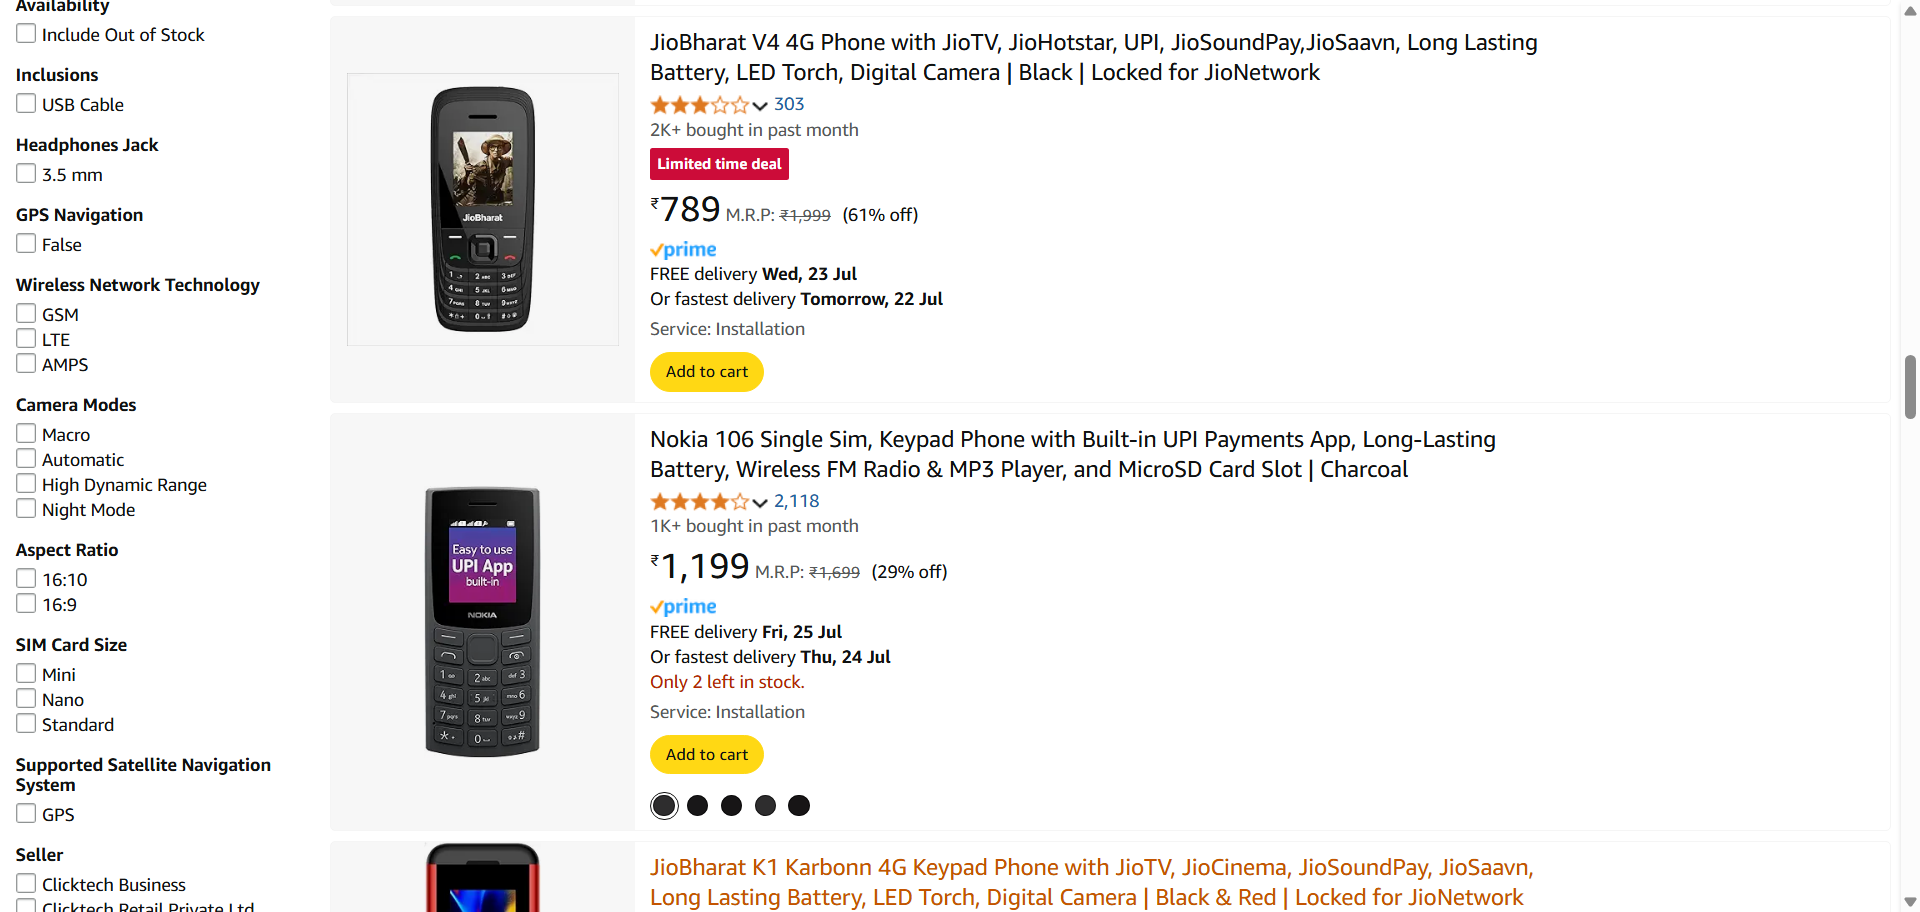 Availability
Include Out of Stock
Inclusions
USB Cable
Headphones Jack
3.5 mm
GPS Navigation
False
Wireless Network Technology
GSM
LTE
AMPS
Camera Modes
Macro
Automatic
High Dynamic Range
Night Mode
Aspect Ratio
16:10
16:9
SIM Card Size
Mini
Nano
Standard
Supported Satellite Navigation
System
GPS
Seller
Clicktech Business
Clicktech Retail Private Ltd
JioBharat
JioBharat V4 4G Phone with JioTV, JioHotstar, UPI, JioSoundPay,JioSaavn, Long Lasting
Battery, LED Torch, Digital Camera | Black | Locked for JioNetwork
303
2K+ bought in past month
Limited time deal
₹789 M.R.P: ₹1,999 (61% off)
prime
FREE delivery Wed, 23 Jul
Or fastest delivery Tomorrow, 22 Jul
Service: Installation
Add to cart
Easy to use
UPI App
built-in
NOKIA
Nokia 106 Single Sim, Keypad Phone with Built-in UPI Payments App, Long-Lasting
Battery, Wireless FM Radio & MP3 Player, and MicroSD Card Slot | Charcoal
2,118
1K+ bought in past month
₹1,199 M.R.P: ₹1,699 (29% off)
prime
FREE delivery Fri, 25 Jul
Or fastest delivery Thu, 24 Jul
Only 2 left in stock.
Service: Installation
Add to cart
JioBharat K1 Karbonn 4G Keypad Phone with JioTV, JioCinema, JioSoundPay, JioSaavn,
Long Lasting Battery, LED Torch, Digital Camera | Black & Red | Locked for JioNetwork